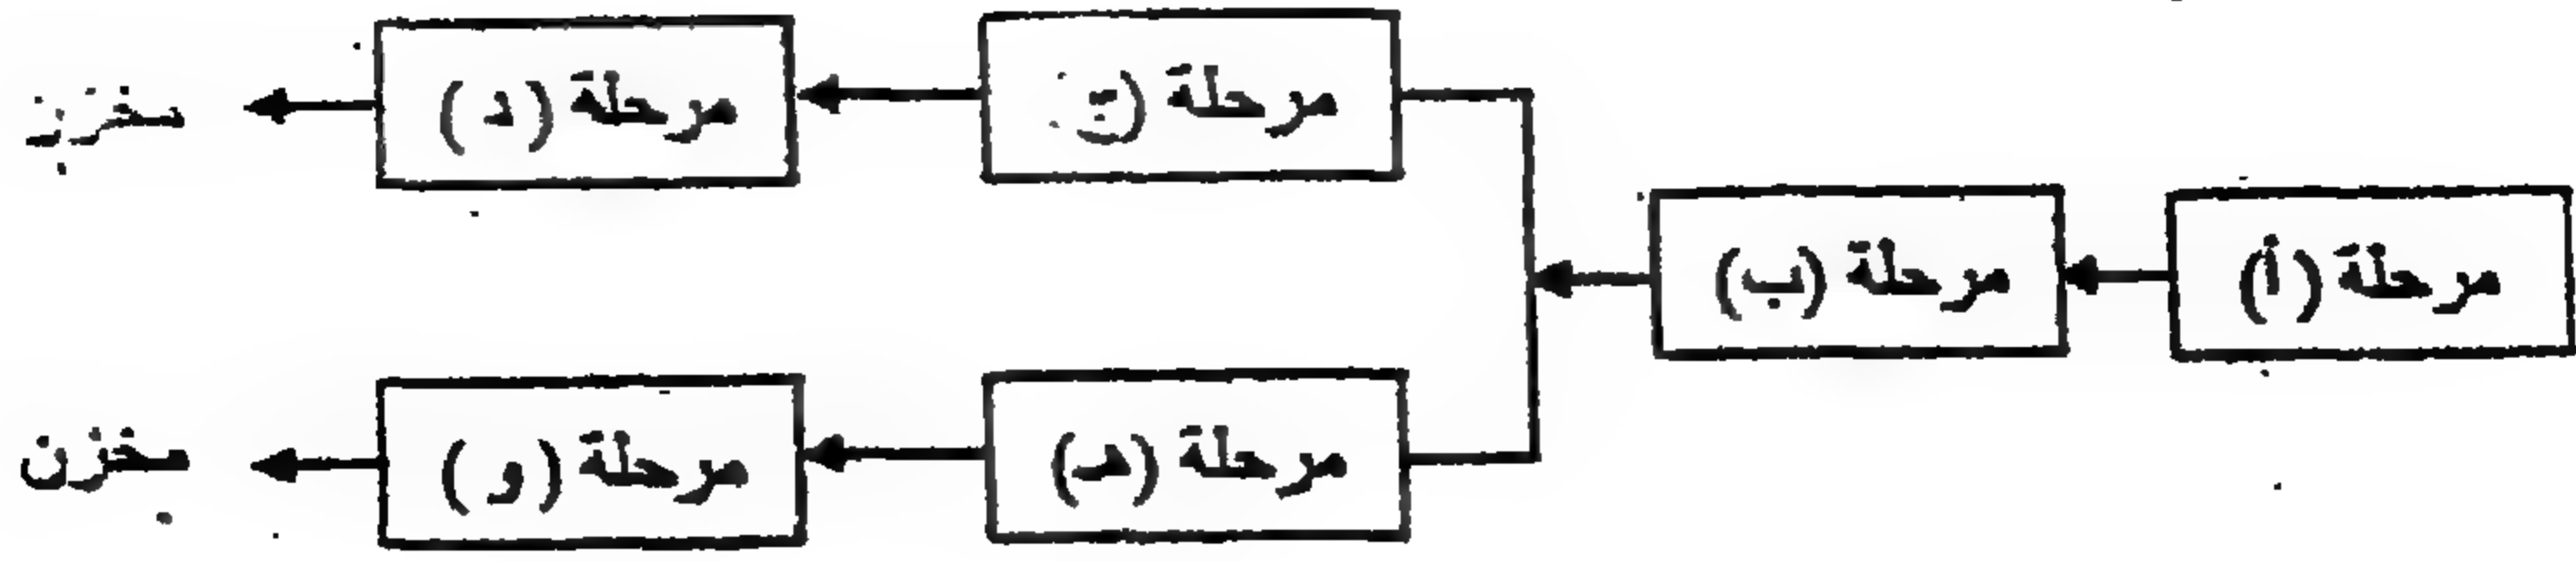 مرحلة (أ)
مرحلة (ب)
مرحلة (ج)
مرحلة (د)
مخزن
مرحلة (هـ)
مرحلة (و)
مخزن